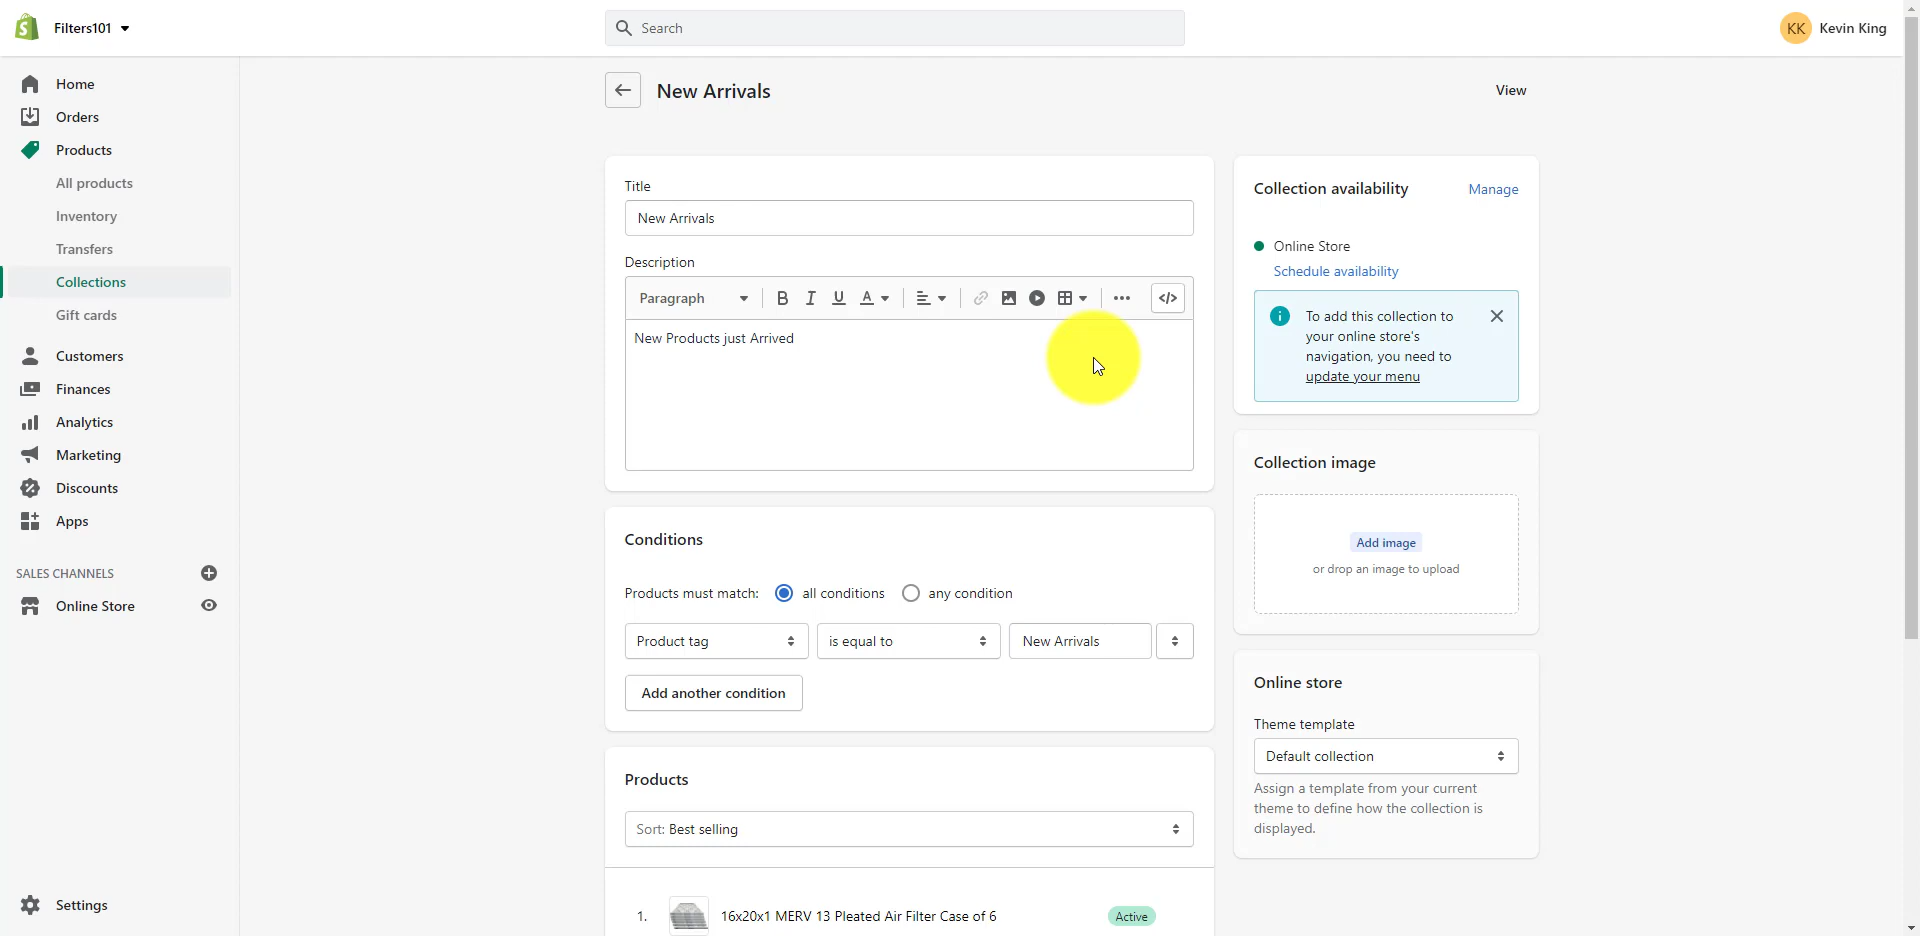 Filters101
Search
KK Kevin King
Home
Orders
Products
All products
Inventory
Transfers
Collections
Gift cards
Customers
Finances
Analytics
Marketing
Discounts
Apps
SALES CHANNELS
Online Store
Settings
New Arrivals
View
Title
New Arrivals
Description
Paragraph B I U A </>
New Products just Arrived
Conditions
Products must match: all conditions any condition
Product tag is equal to New Arrivals
Add another condition
Products
Sort: Best selling
1. 16x20x1 MERV 13 Pleated Air Filter Case of 6 Active
Collection availability Manage
Online Store
Schedule availability
To add this collection to
your online store's
navigation, you need to
update your menu
Collection image
Add image
or drop an image to upload
Online store
Theme template
Default collection
Assign a template from your current
theme to define how the collection is
displayed.